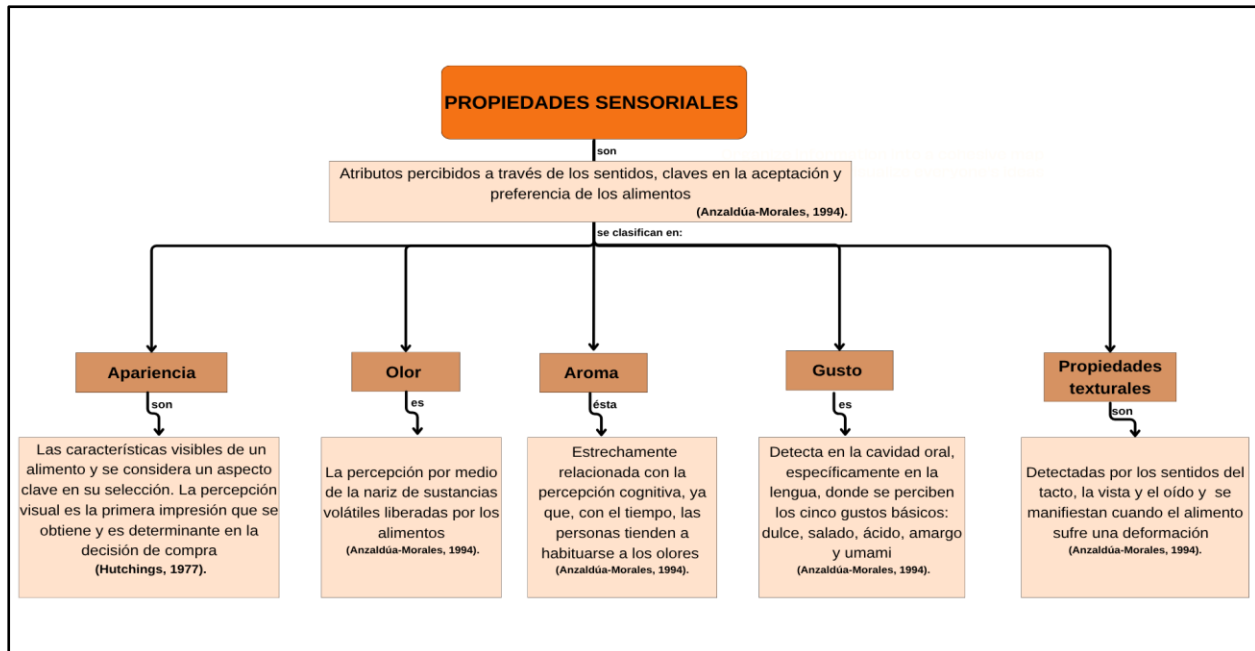 PROPIEDADES SENSORIALES
son
Atributos percibidos a través de los sentidos, claves en la aceptación y
preferencia de los alimentos
(Anzaldúa-Morales, 1994).
se clasifican en:
Apariencia
son
Las características visibles de un
alimento y se considera un aspecto
clave en su selección. La percepción
visual es la primera impresión que se
obtiene y es determinante en la
decisión de compra
(Hutchings, 1977).
Olor
es
La percepción por medio
de la nariz de sustancias
volátiles liberadas por los
alimentos
(Anzaldúa-Morales, 1994).
Aroma
ésta
Estrechamente
relacionada con la
percepción cognitiva, ya
que, con el tiempo, las
personas tienden a
habituarse a los olores
(Anzaldúa-Morales, 1994).
Gusto
es
Detecta en la cavidad oral,
específicamente en la
lengua, donde se perciben
los cinco gustos básicos:
dulce, salado, ácido, amargo
y umami
(Anzaldúa-Morales, 1994).
Propiedades
texturales
son
Detectadas por los sentidos del
tacto, la vista y el oído y se
manifiestan cuando el alimento
sufre una deformación
(Anzaldúa-Morales, 1994).